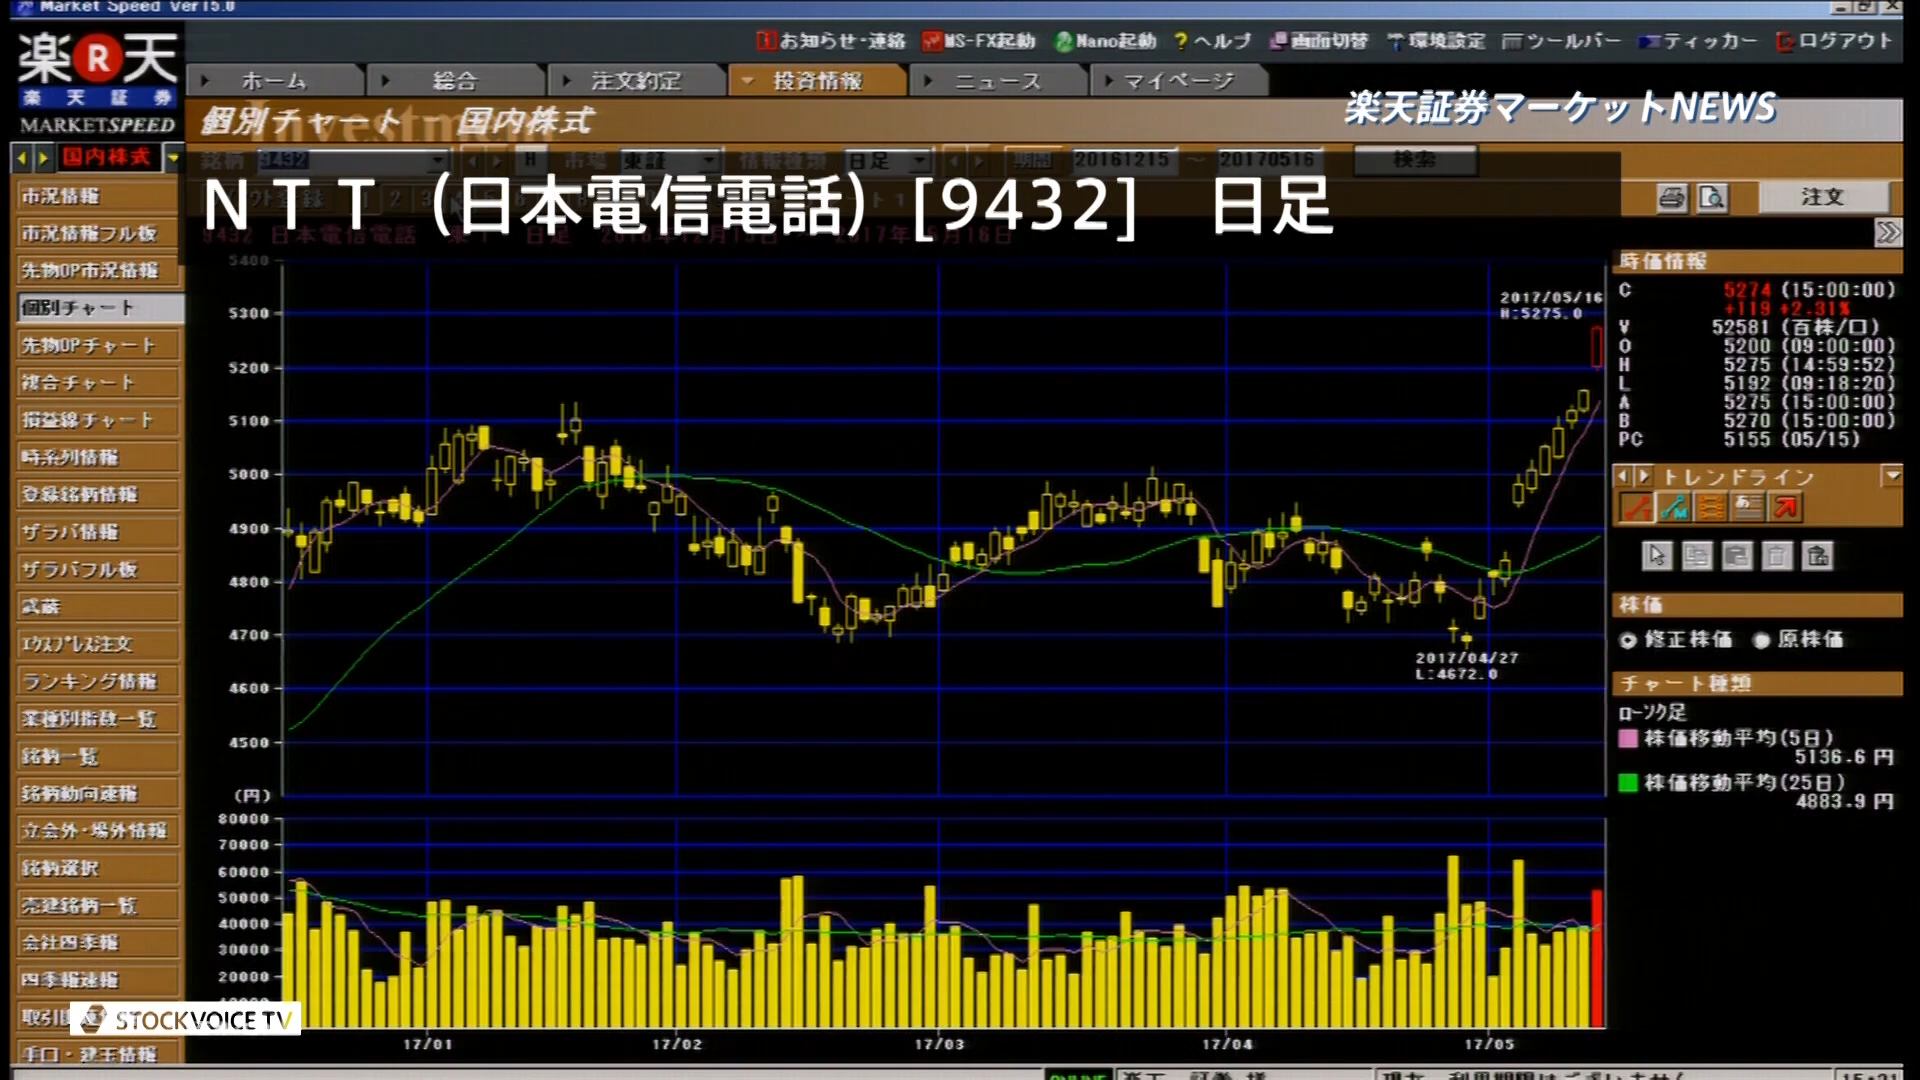 Market Speed Ver15.0
楽R天
楽天証券
MARKETSPEED
お知らせ・連絡 MS-FX起動 Nano起動 ?ヘルプ 画面切替 環境設定 ツールバー ティッカー ログアウト
ホーム 総合 注文約定 投資情報 ニュース マイページ
個別チャート － 国内株式
楽天証券マーケットNEWS
国内株式
銘柄 9432 市場 東証 情報種類 日足 期間 20161215 ～ 20170516 検索
NTT（日本電信電話）[9432] 日足
注文
市況情報
市況情報フル板
先物OP市況情報
個別チャート
先物OPチャート
複合チャート
損益線チャート
時系列情報
登録銘柄情報
ザラバ情報
ザラバフル板
武蔵
エクスプレス注文
ランキング情報
業種別指数一覧
銘柄一覧
銘柄動向速報
立会外・場外情報
銘柄選択
売建銘柄一覧
会社四季報
四季報速報
手口・建玉情報
5400
5300
5200
5100
5000
4900
4800
4700
4600
4500
(円)
2017/05/16
H:5275.0
2017/04/27
L:4672.0
80000
70000
60000
50000
40000
30000
20000
17/01 17/02 17/03 17/04 17/05
時価情報
C 5274 (15:00:00)
+119 +2.31%
V 52581 (百株/口)
O 5200 (09:00:00)
H 5275 (14:59:52)
L 5192 (09:18:20)
A 5275 (15:00:00)
B 5270 (15:00:00)
PC 5155 (05/15)
トレンドライン
株価
修正株価 原株価
チャート種類
ローソク足
株価移動平均(5日)
5136.6 円
株価移動平均(25日)
4883.9 円
STOCKVOICE TV